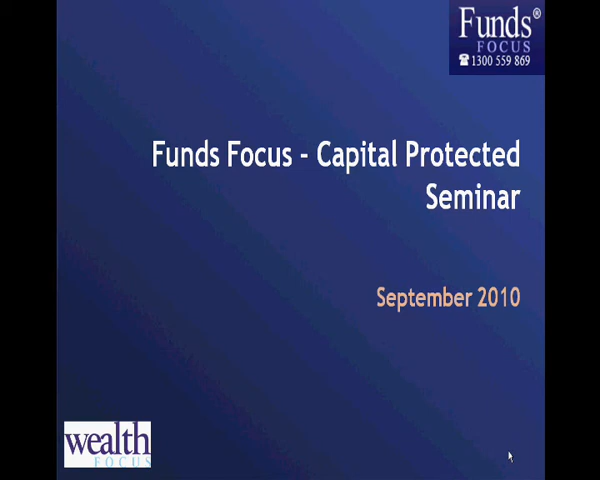 Funds®
FOCUS
☎1300 559 869
Funds Focus - Capital Protected
Seminar
September 2010
wealth
FOCUS